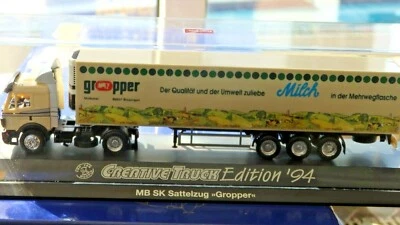 gropper
Der Qualität und der Umwelt zuliebe
Milch
in der Mehrwegflasche
CREATIVE TRUCK Edition '94
MB SK Sattelzug »Gropper«